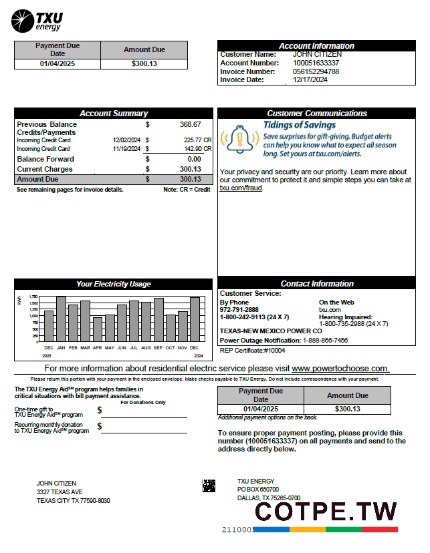 TXU
energy
Payment Due Date Amount Due
01/04/2025 $300.13
Account Information
Customer Name: JOHN CITIZEN
Account Number: 100051633337
Invoice Number: 056152294788
Invoice Date: 12/17/2024
Account Summary
Previous Balance $ 368.67
Credits/Payments
Incoming Credit Card 12/02/2024 $ 225.77 CR
Incoming Credit Card 11/19/2024 $ 142.90 CR
Balance Forward $ 0.00
Current Charges $ 300.13
Amount Due $ 300.13
See remaining pages for invoice details. Note: CR = Credit
Customer Communications
Tidings of Savings
Save surprises for gift-giving. Budget alerts
can help you know what to expect all season
long. Set yours at txu.com/alerts.
Your privacy and security are our priority. Learn more about
our commitment to protect it and simple steps you can take at
txu.com/fraud.
Your Electricity Usage
kWh
1,750
1,500
1,250
1,000
750
500
250
0
DEC JAN FEB MAR APR MAY JUN JUL AUG SEP OCT NOV DEC
2023 2024
Contact Information
Customer Service:
By Phone On the Web
972-791-2888 txu.com
1-800-242-9113 (24 X 7) Hearing Impaired:
1-800-735-2988 (24 X 7)
TEXAS-NEW MEXICO POWER CO
Power Outage Notification: 1-888-866-7456
REP Certificate#10004
For more information about residential electric service please visit www.powertochoose.com.
Please return this portion with your payment in the enclosed envelope. Make checks payable to TXU Energy. Do not include correspondence with your payment.
The TXU Energy Aid℠ program helps families in
critical situations with bill payment assistance.
For Donations Only
One-time gift to
TXU Energy Aid℠ program $
Recurring monthly donation
to TXU Energy Aid℠ program $
Payment Due Date Amount Due
01/04/2025 $300.13
Additional payment options on the back.
To ensure proper payment posting, please provide this
number (100051633337) on all payments and send to the
address directly below.
JOHN CITIZEN
3327 TEXAS AVE
TEXAS CITY TX 77590-8030
TXU ENERGY
PO BOX 650700
DALLAS, TX 75265-0700
COTPE.TW
211000